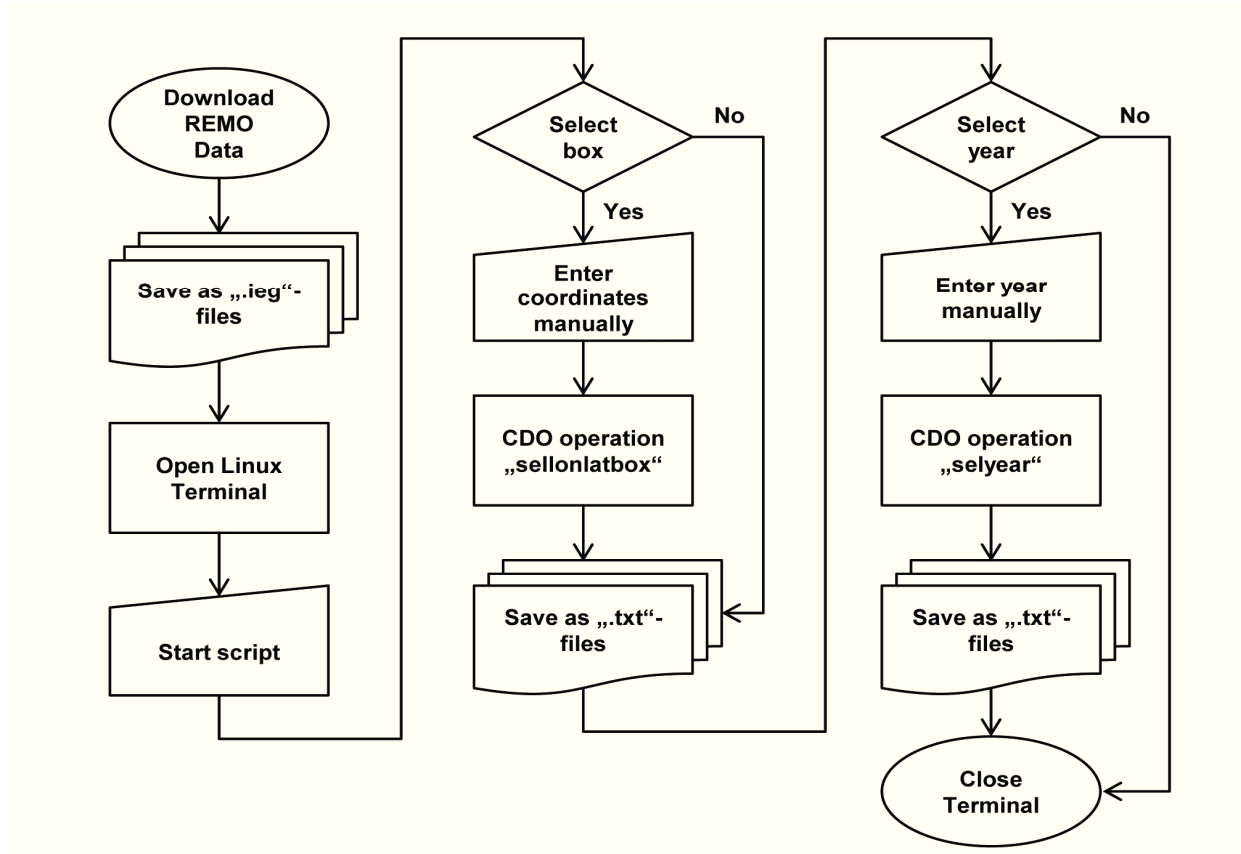 Download
REMO
Data
Save as „.ieg“-
files
Open Linux
Terminal
Start script
Select
box
No
Yes
Enter
coordinates
manually
CDO operation
„sellonlatbox“
Save as „.txt“-
files
Select
year
No
Yes
Enter year
manually
CDO operation
„selyear“
Save as „.txt“-
files
Close
Terminal